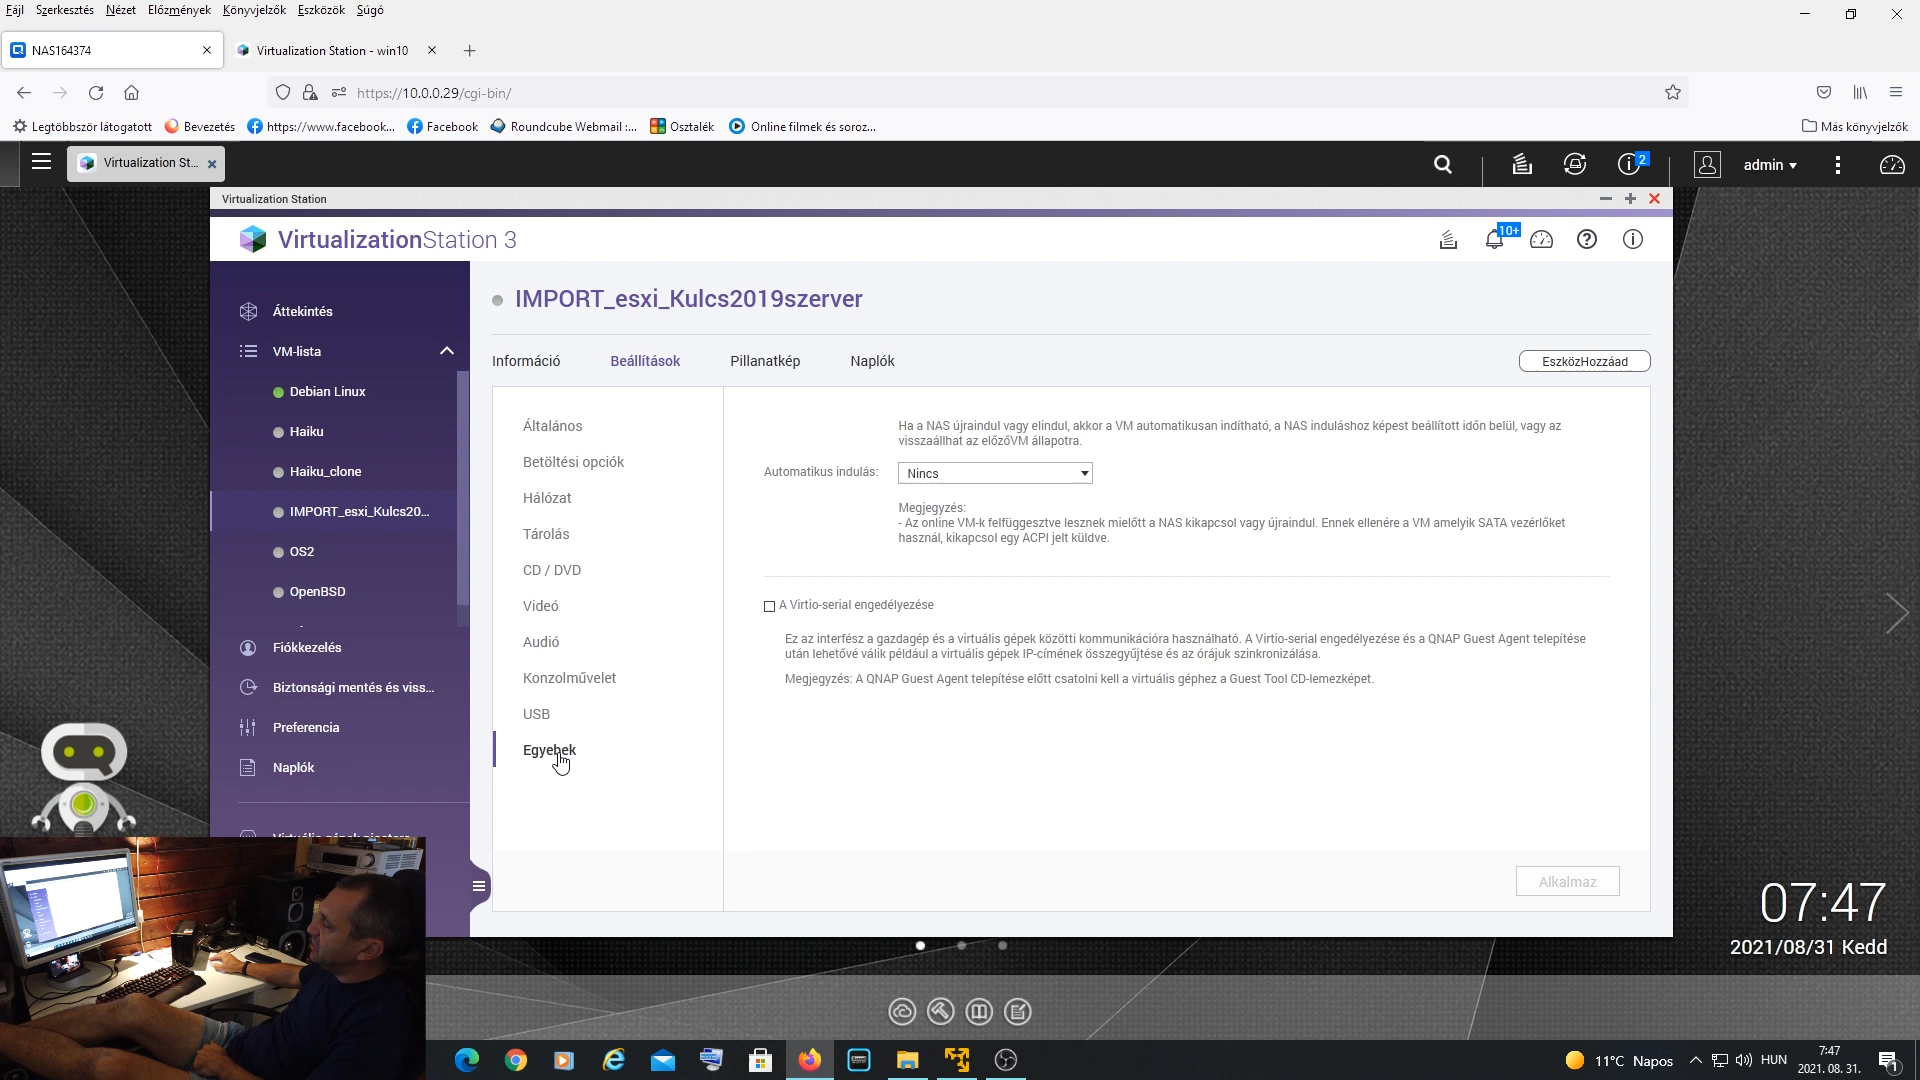 Fájl Szerkesztés Nézet Előzmények Könyvjelzők Eszközök Súgó
NAS164374
Virtualization Station - win10
https://10.0.0.29/cgi-bin/
Legtöbbször látogatott
Bevezetés
https://www.facebook...
Facebook
Roundcube Webmail :...
Osztalék
Online filmek és soroz...
Más könyvjelzők
Virtualization St...
2
admin
Virtualization Station
VirtualizationStation 3
10+
Áttekintés
VM-lista
Debian Linux
Haiku
Haiku_clone
IMPORT_esxi_Kulcs20...
OS2
OpenBSD
Fiókkezelés
Biztonsági mentés és viss...
Preferencia
Naplók
IMPORT_esxi_Kulcs2019szerver
Információ
Beállítások
Pillanatkép
Naplók
EszközHozzáad
Általános
Betöltési opciók
Hálózat
Tárolás
CD / DVD
Videó
Audió
Konzolművelet
USB
Egyebek
Ha a NAS újraindul vagy elindul, akkor a VM automatikusan indítható, a NAS induláshoz képest beállított időn belül, vagy az
visszaállhat az előzőVM állapotra.
Automatikus indulás:
Nincs
Megjegyzés:
- Az online VM-k felfüggesztve lesznek mielőtt a NAS kikapcsol vagy újraindul. Ennek ellenére a VM amelyik SATA vezérlőket
használ, kikapcsol egy ACPI jelt küldve.
A Virtio-serial engedélyezése
Ez az interfész a gazdagép és a virtuális gépek közötti kommunikációra használható. A Virtio-serial engedélyezése és a QNAP Guest Agent telepítése
után lehetővé válik például a virtuális gépek IP-címének összegyűjtése és az órájuk szinkronizálása.
Megjegyzés: A QNAP Guest Agent telepítése előtt csatolni kell a virtuális géphez a Guest Tool CD-lemezképet.
Alkalmaz
07:47
2021/08/31 Kedd
11°C Napos
HUN
7:47
2021. 08. 31.
1